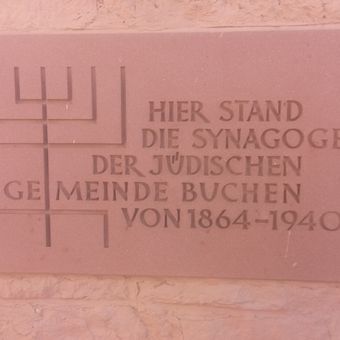 HIER STAND
DIE SYNAGOGE
DER JÜDISCHEN
GEMEINDE BUCHEN
VON 1864-1940